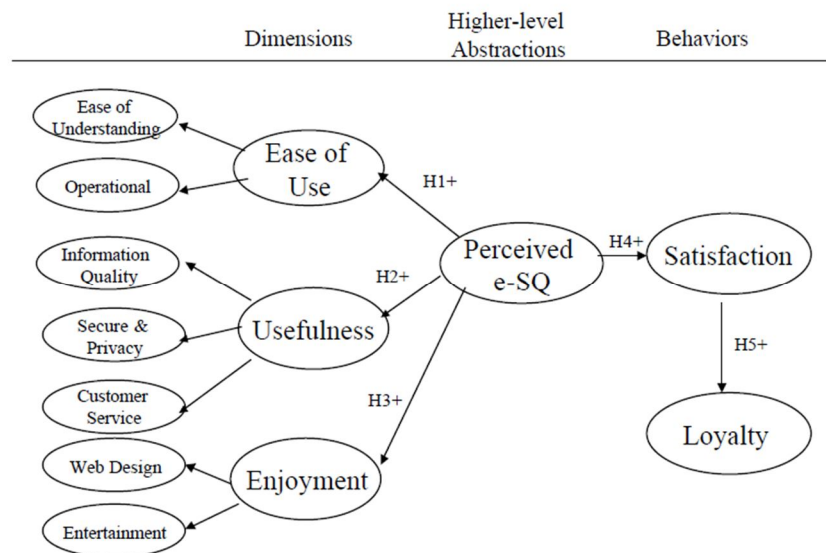 Dimensions
Higher-level
Abstractions
Behaviors
Ease of
Understanding
Operational
Ease of
Use
H1+
Information
Quality
Secure &
Privacy
Customer
Service
Usefulness
H2+
Perceived
e-SQ
H4+
Satisfaction
H5+
Loyalty
H3+
Web Design
Entertainment
Enjoyment